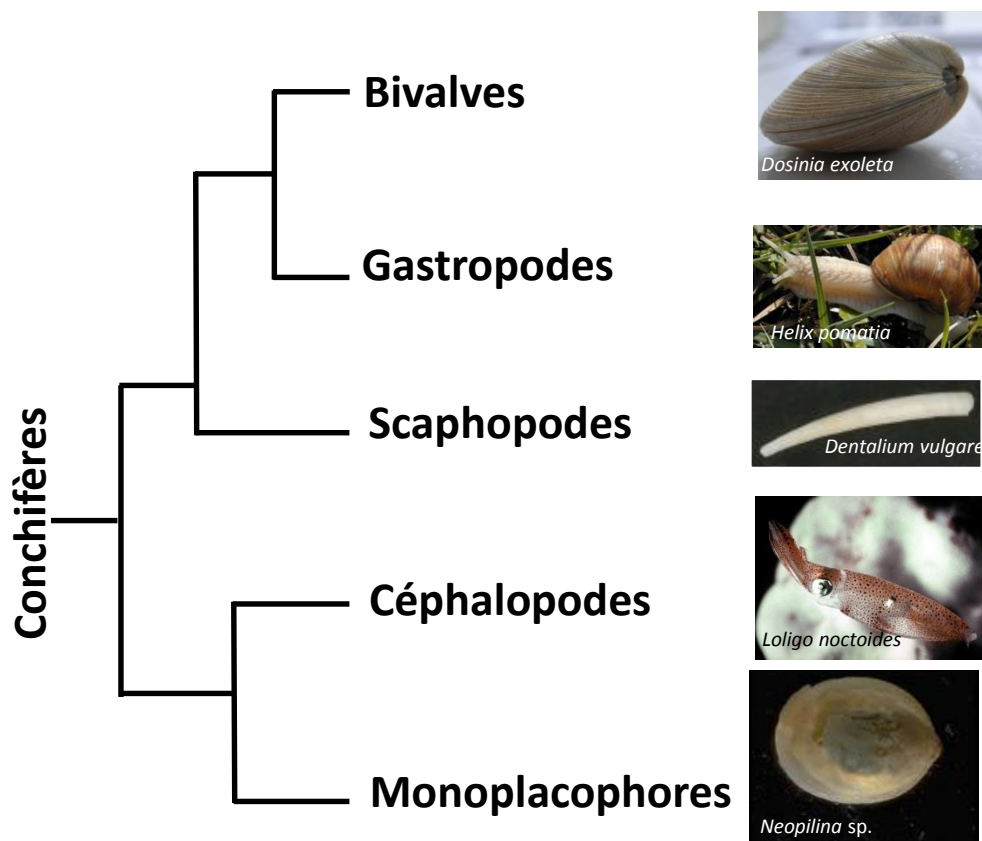 Bivalves
Dosinia exoleta
Gastropodes
Helix pomatia
Scaphopodes
Dentalium vulgare
Conchifères
Céphalopodes
Loligo noctoides
Monoplacophores
Neopilina sp.